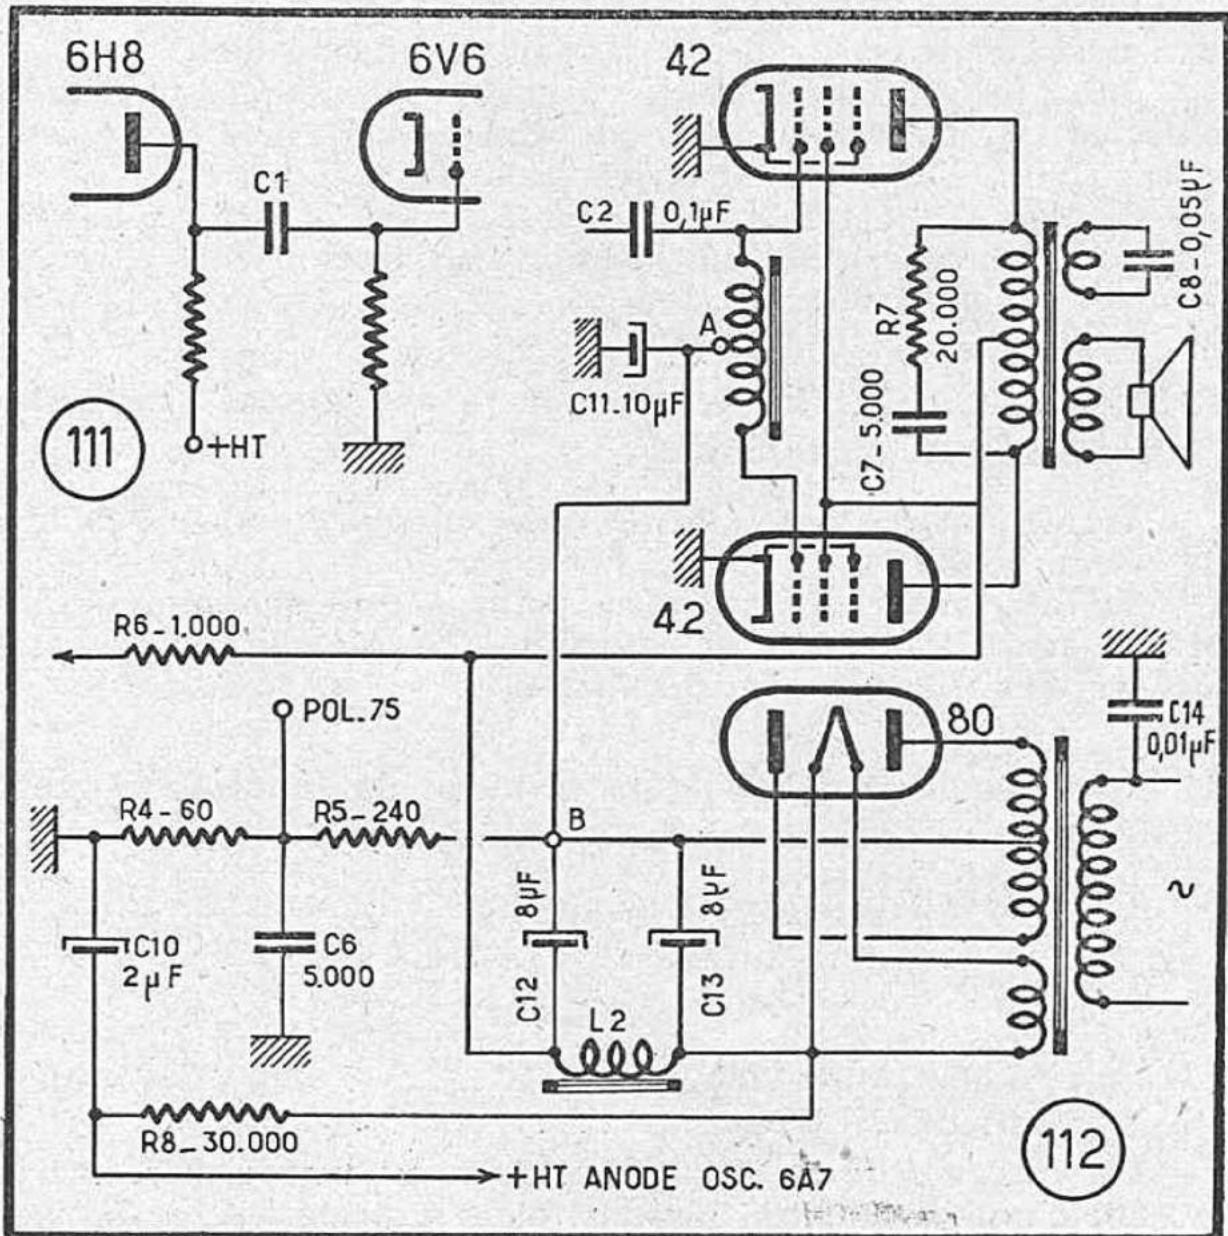 6H8
6V6
C1
+HT
111
42
C2
0,1µF
A
C11_10µF
R7
20.000
C7_5.000
C8_0,05µF
42
R6_1.000
POL.75
80
C14
0,01µF
R4_60
R5_240
B
8µF
8µF
C10
2µF
C6
5.000
C12
C13
L2
~
R8_30.000
+HT ANODE OSC. 6A7
112